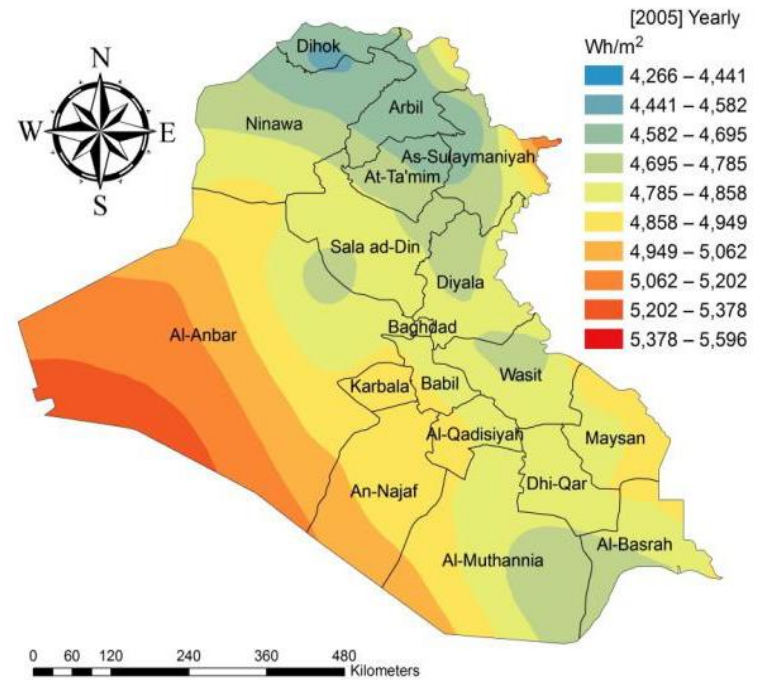 [2005] Yearly
Wh/m²
4,266 – 4,441
4,441 – 4,582
4,582 – 4,695
4,695 – 4,785
4,785 – 4,858
4,858 – 4,949
4,949 – 5,062
5,062 – 5,202
5,202 – 5,378
5,378 – 5,596
N
W
E
S
Dihok
Arbil
Ninawa
As-Sulaymaniyah
At-Ta'mim
Sala ad-Din
Diyala
Al-Anbar
Baghdad
Karbala
Babil
Wasit
Al-Qadisiyah
Maysan
An-Najaf
Dhi-Qar
Al-Muthannia
Al-Basrah
0 60 120 240 360 480
Kilometers